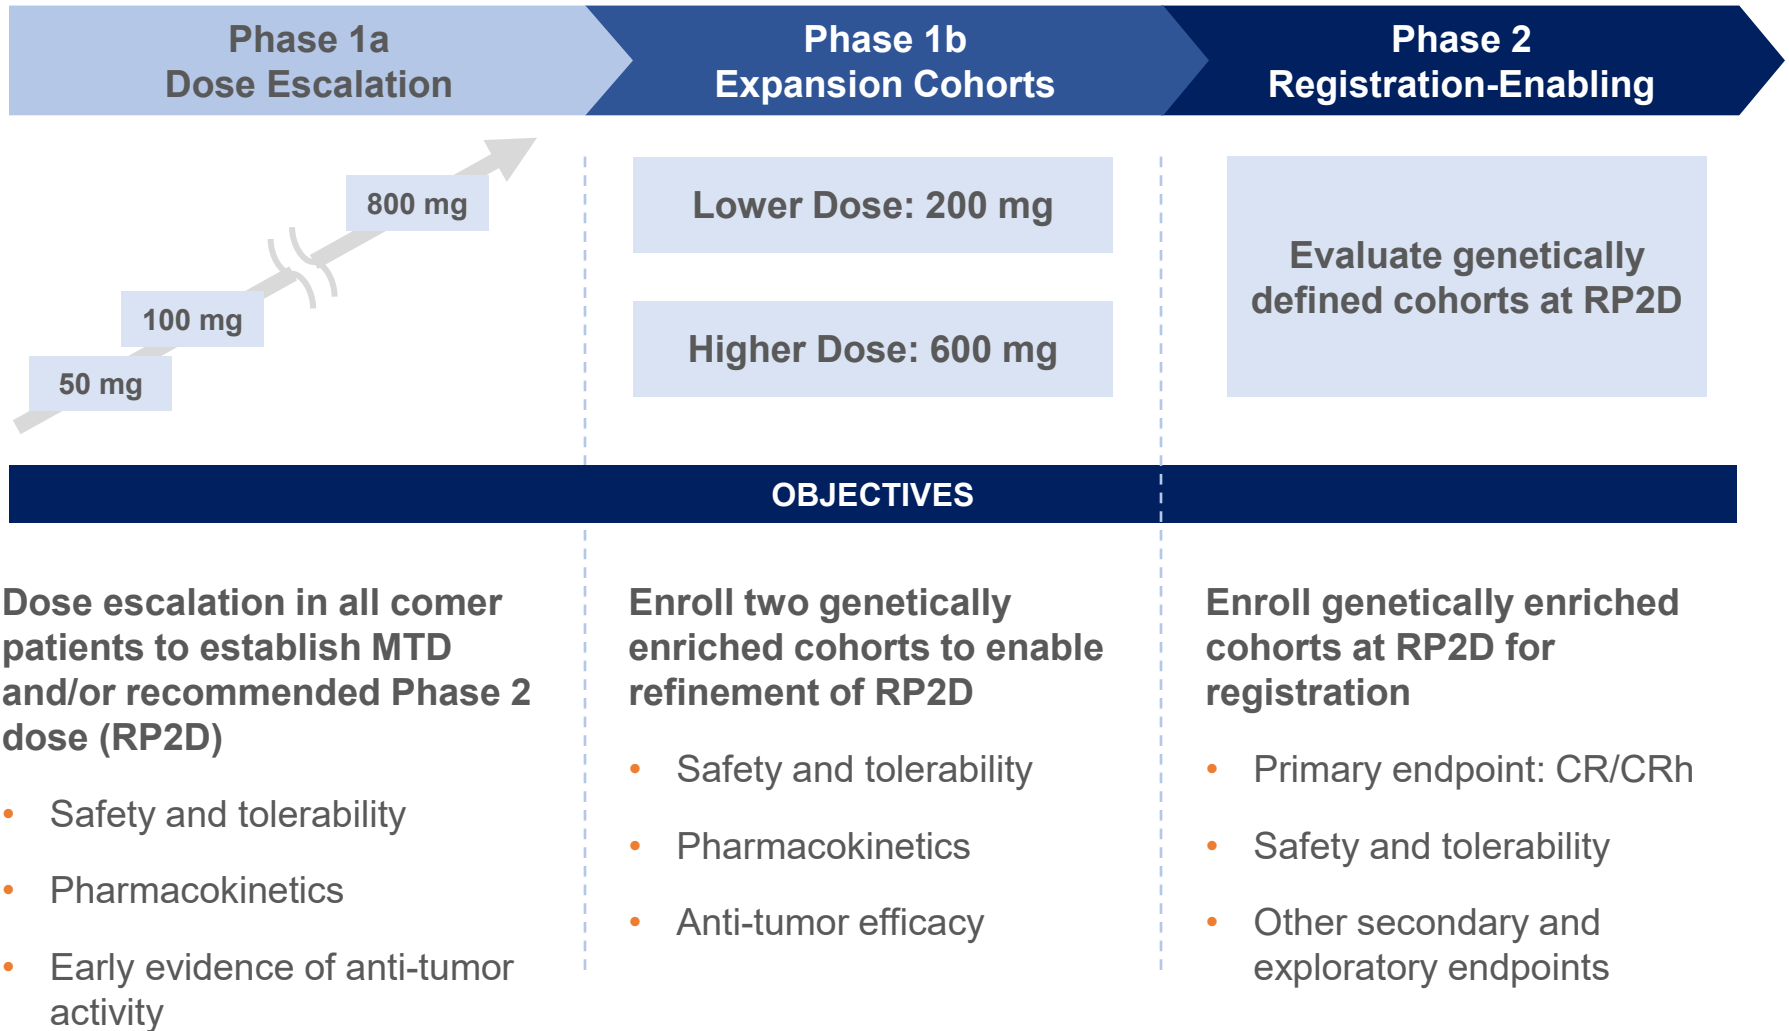 Phase 1a
Dose Escalation
Phase 1b
Expansion Cohorts
Phase 2
Registration-Enabling
800 mg
100 mg
50 mg
Lower Dose: 200 mg
Higher Dose: 600 mg
Evaluate genetically
defined cohorts at RP2D
OBJECTIVES
Dose escalation in all comer
patients to establish MTD
and/or recommended Phase 2
dose (RP2D)
• Safety and tolerability
• Pharmacokinetics
• Early evidence of anti-tumor
activity
Enroll two genetically
enriched cohorts to enable
refinement of RP2D
• Safety and tolerability
• Pharmacokinetics
• Anti-tumor efficacy
Enroll genetically enriched
cohorts at RP2D for
registration
• Primary endpoint: CR/CRh
• Safety and tolerability
• Other secondary and
exploratory endpoints